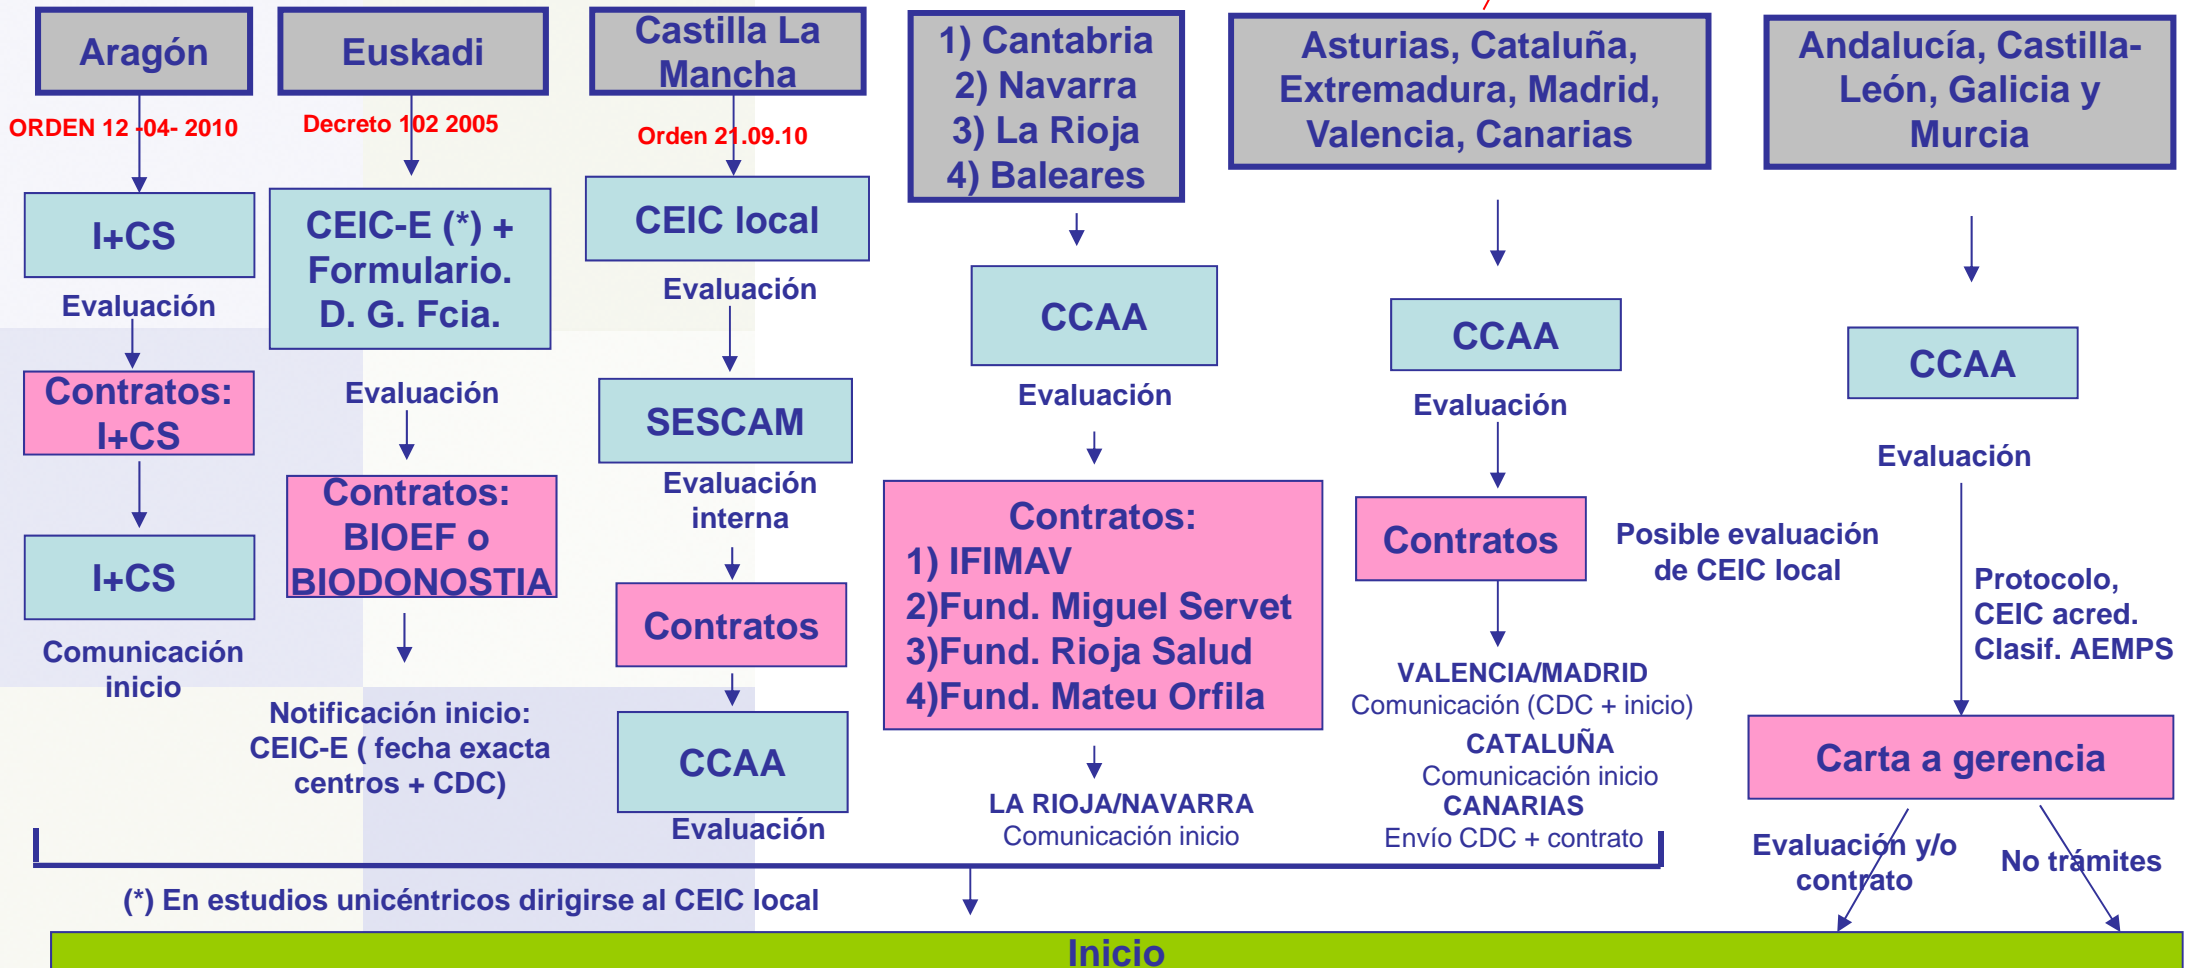 Aragón
ORDEN 12 -04- 2010
I+CS
Evaluación
Contratos:
I+CS
I+CS
Comunicación
inicio
Euskadi
Decreto 102 2005
CEIC-E (*) +
Formulario.
D. G. Fcia.
Evaluación
Contratos:
BIOEF o
BIODONOSTIA
Notificación inicio:
CEIC-E ( fecha exacta
centros + CDC)
Castilla La
Mancha
Orden 21.09.10
CEIC local
Evaluación
SESCAM
Evaluación
interna
Contratos
CCAA
Evaluación
1) Cantabria
2) Navarra
3) La Rioja
4) Baleares
CCAA
Evaluación
Contratos:
1) IFIMAV
2)Fund. Miguel Servet
3)Fund. Rioja Salud
4)Fund. Mateu Orfila
LA RIOJA/NAVARRA
Comunicación inicio
Asturias, Cataluña,
Extremadura, Madrid,
Valencia, Canarias
CCAA
Evaluación
Contratos
Posible evaluación
de CEIC local
VALENCIA/MADRID
Comunicación (CDC + inicio)
CATALUÑA
Comunicación inicio
CANARIAS
Envío CDC + contrato
Andalucía, Castilla-
León, Galicia y
Murcia
CCAA
Evaluación
Protocolo,
CEIC acred.
Clasif. AEMPS
Carta a gerencia
Evaluación y/o
contrato
No trámites
(*) En estudios unicéntricos dirigirse al CEIC local
Inicio